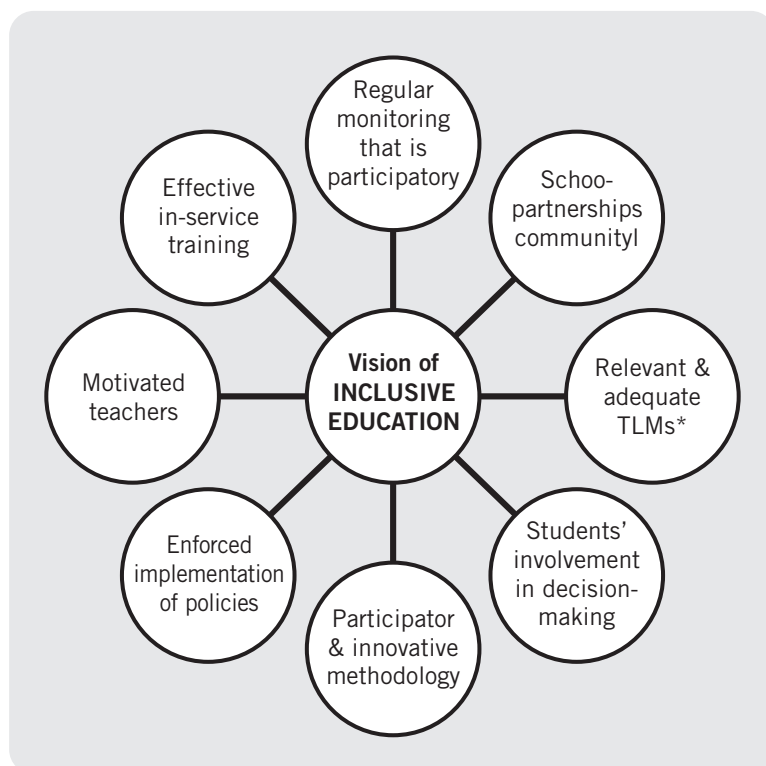 Regular
monitoring
that is
participatory
Schoo-
partnerships
communityl
Relevant &
adequate
TLMs*
Students’
involvement
in decision-
making
Participator
& innovative
methodology
Enforced
implementation
of policies
Motivated
teachers
Effective
in-service
training
Vision of
INCLUSIVE
EDUCATION